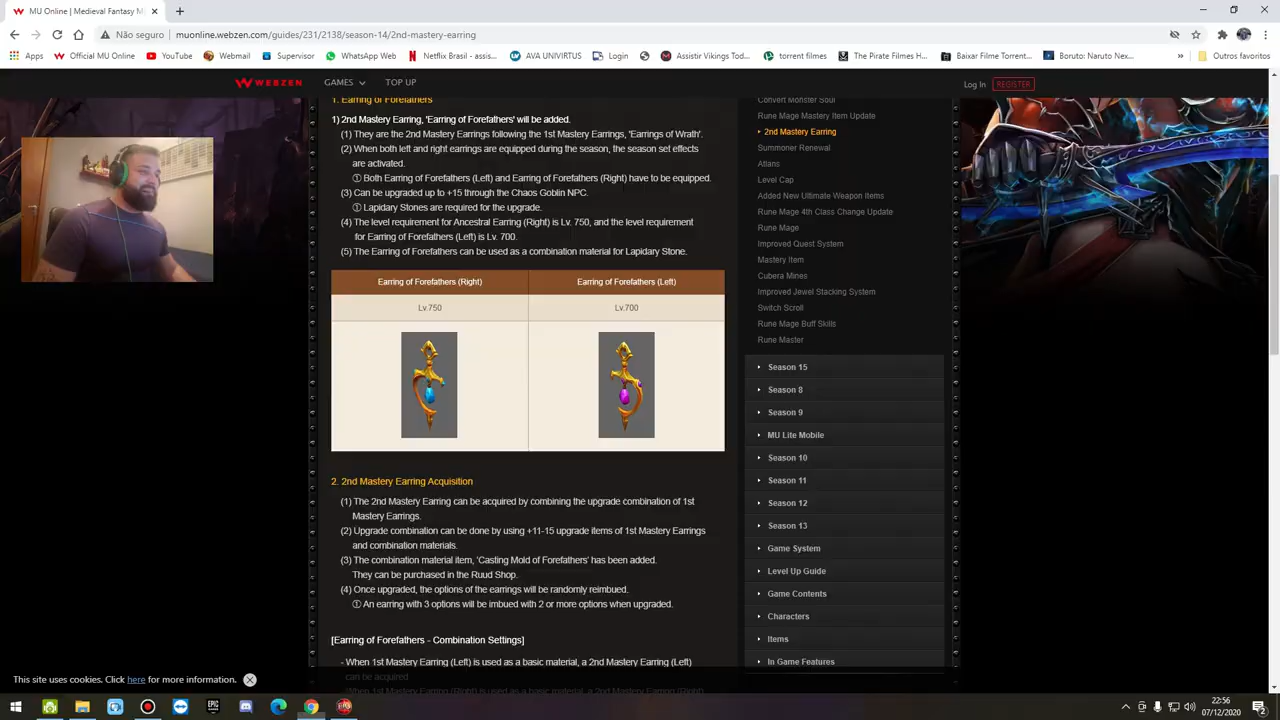 MU Online | Medieval Fantasy M
Não seguro | muonline.webzen.com/guides/231/2138/season-14/2nd-mastery-earring
Apps
Official MU Online
YouTube
Webmail
Supervisor
WhatsApp Web
Netflix Brasil - assis...
AVA UNIVIRTUS
Login
Assistir Vingadores Tod...
torrent filmes
The Pirate Filmes H...
Baixar Filme Torrent...
Boruto: Naruto Nex...
»
Outros favoritos
WEBZEN
GAMES
TOP UP
Log In
REGISTER
1. Earring of Forefathers
1) 2nd Mastery Earring, 'Earring of Forefathers' will be added.
(1) They are the 2nd Mastery Earrings following the 1st Mastery Earrings, 'Earrings of Wrath'.
(2) When both left and right earrings are equipped during the season, the season set effects
are activated.
① Both Earring of Forefathers (Left) and Earring of Forefathers (Right) have to be equipped.
(3) Can be upgraded up to +15 through the Chaos Goblin NPC.
① Lapidary Stones are required for the upgrade.
(4) The level requirement for Ancestral Earring (Right) is Lv. 750, and the level requirement
for Earring of Forefathers (Left) is Lv. 700.
(5) The Earring of Forefathers can be used as a combination material for Lapidary Stone.
Earring of Forefathers (Right)
Earring of Forefathers (Left)
Lv.750
Lv.700
2. 2nd Mastery Earring Acquisition
(1) The 2nd Mastery Earring can be acquired by combining the upgrade combination of 1st
Mastery Earrings.
(2) Upgrade combination can be done by using +11-15 upgrade items of 1st Mastery Earrings
and combination materials.
(3) The combination material item, 'Casting Mold of Forefathers' has been added.
They can be purchased in the Ruud Shop.
(4) Once upgraded, the options of the earrings will be randomly reimbued.
① An earring with 3 options will be imbued with 2 or more options when upgraded.
[Earring of Forefathers - Combination Settings]
- When 1st Mastery Earring (Left) is used as a basic material, a 2nd Mastery Earring (Left)
can be acquired
(When 1st Mastery Earring (Right) is used as a basic material, a 2nd Mastery Earring (Right)
Convert Monster Soul
Rune Mage Mastery Item Update
2nd Mastery Earring
Summoner Renewal
Atlans
Level Cap
Added New Ultimate Weapon Items
Rune Mage 4th Class Change Update
Rune Mage
Improved Quest System
Mastery Item
Cubera Mines
Improved Jewel Stacking System
Switch Scroll
Rune Mage Buff Skills
Rune Master
Season 15
Season 8
Season 9
MU Lite Mobile
Season 10
Season 11
Season 12
Season 13
Game System
Level Up Guide
Game Contents
Characters
Items
In Game Features
This site uses cookies. Click here for more information.
EPIC
22:56
07/12/2020